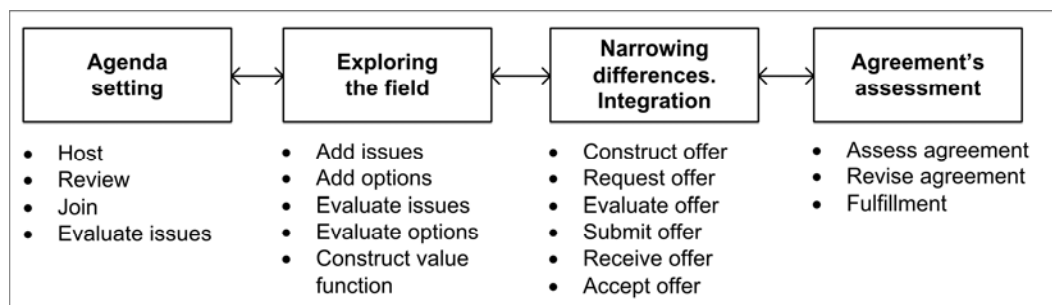 Agenda
setting
Exploring
the field
Narrowing
differences.
Integration
Agreement's
assessment
• Host
• Review
• Join
• Evaluate issues
• Add issues
• Add options
• Evaluate issues
• Evaluate options
• Construct value
function
• Construct offer
• Request offer
• Evaluate offer
• Submit offer
• Receive offer
• Accept offer
• Assess agreement
• Revise agreement
• Fulfillment